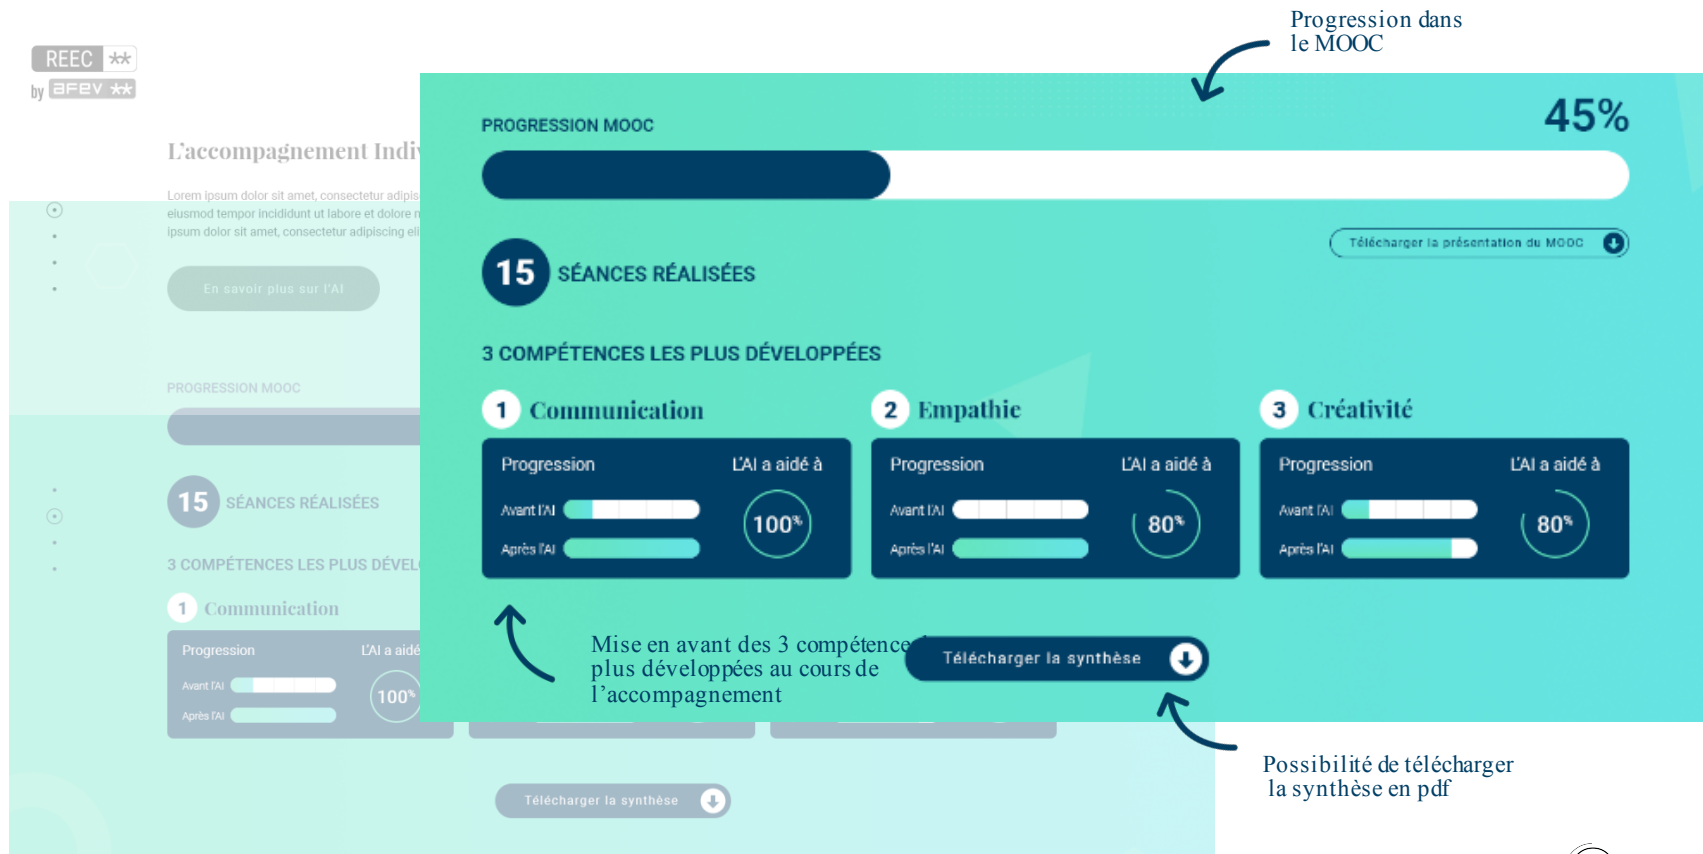 Progression dans
le MOOC
REEC **
by aFev **
L'accompagnement Indiv
Lorem ipsum dolor sit amet, consectetur adipis
eiusmod tempor incididunt ut labore et dolore
ipsum dolor sit amet, consectetur adipiscing eli
En savoir plus sur l'AI
PROGRESSION MOOC
15 SÉANCES RÉALISÉES
3 COMPÉTENCES LES PLUS DÉVEL
1 Communication
Progression L'AI a aidé
Avant l'AI
100%
Après l'AI
Télécharger la synthèse
PROGRESSION MOOC
45%
Télécharger la présentation du MOOC
15 SÉANCES RÉALISÉES
3 COMPÉTENCES LES PLUS DÉVELOPPÉES
1 Communication
Progression L'AI a aidé à
Avant l'AI
100%
Après l'AI
2 Empathie
Progression L'AI a aidé à
Avant l'AI
80%
Après l'AI
3 Créativité
Progression L'AI a aidé à
Avant l'AI
80%
Après l'AI
Mise en avant des 3 compétence
plus développées au cours de
l'accompagnement
Télécharger la synthèse
Possibilité de télécharger
la synthèse en pdf